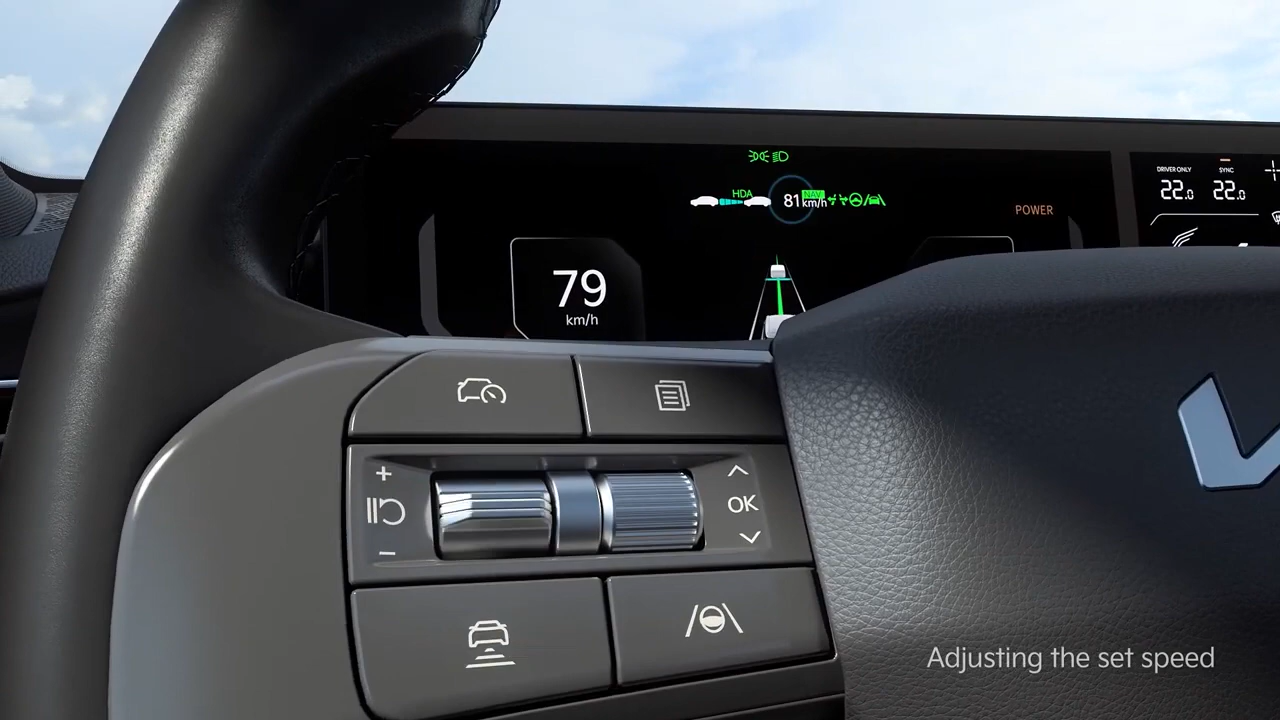 DRIVER ONLY
SYNC
22.0
22.0
HDA
81
km/h
NAV
POWER
79
km/h
OK
Adjusting the set speed